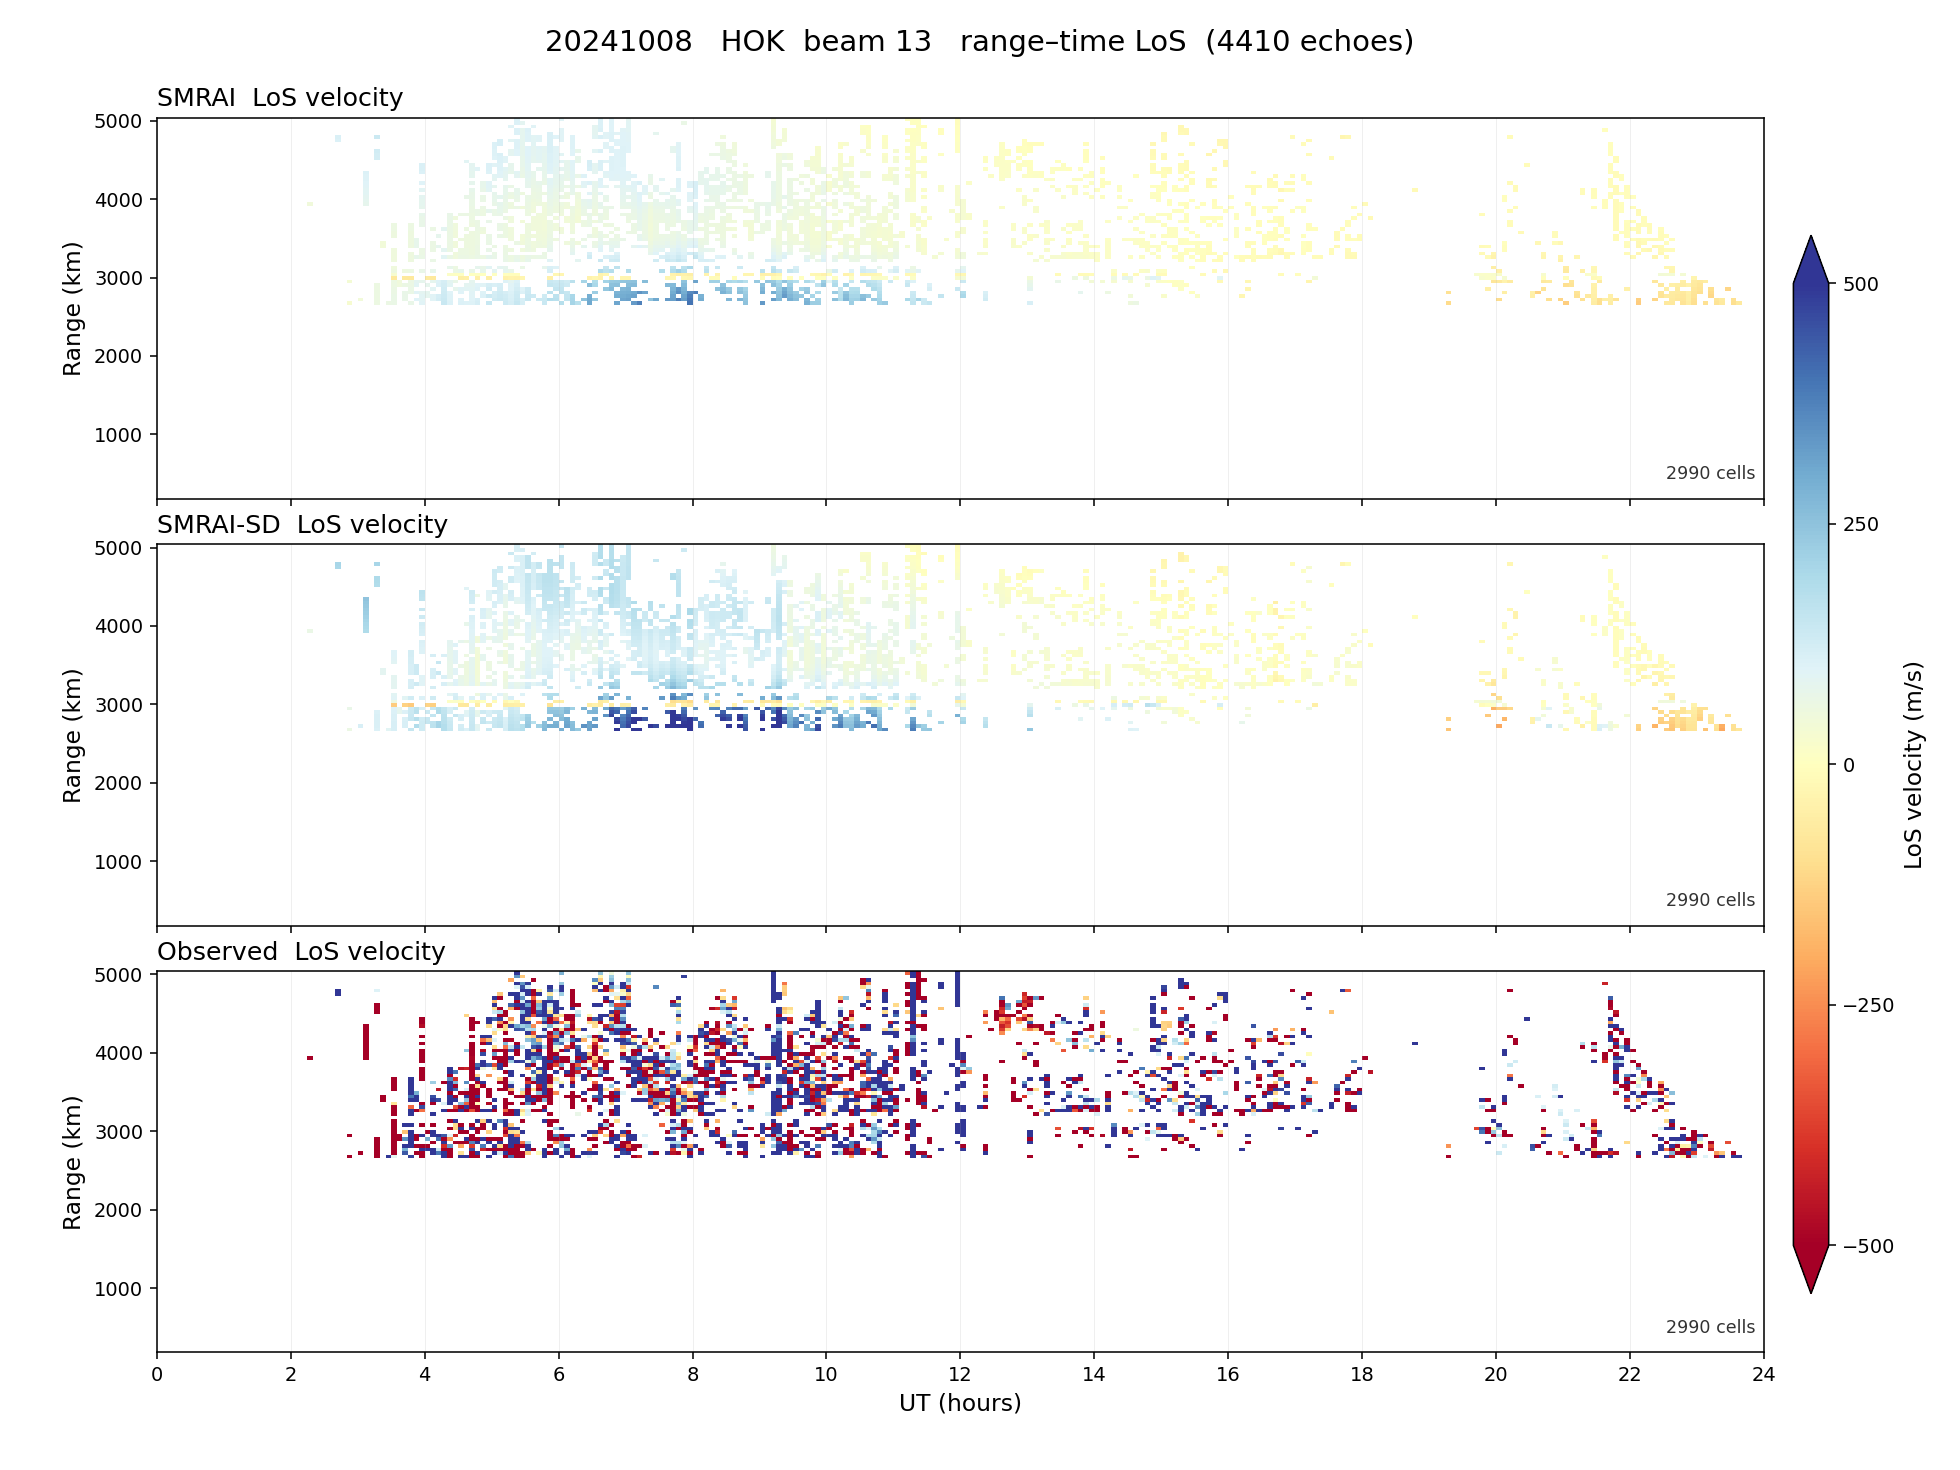 20241008   HOK  beam 13   range–time LoS  (4410 echoes)
SMRAI  LoS velocity
5000
4000
3000
2000
1000
Range (km)
2990 cells
SMRAI-SD  LoS velocity
5000
4000
3000
2000
1000
Range (km)
2990 cells
Observed  LoS velocity
5000
4000
3000
2000
1000
Range (km)
2990 cells
0 2 4 6 8 10 12 14 16 18 20 22 24
UT (hours)
500
250
0
−250
−500
LoS velocity (m/s)